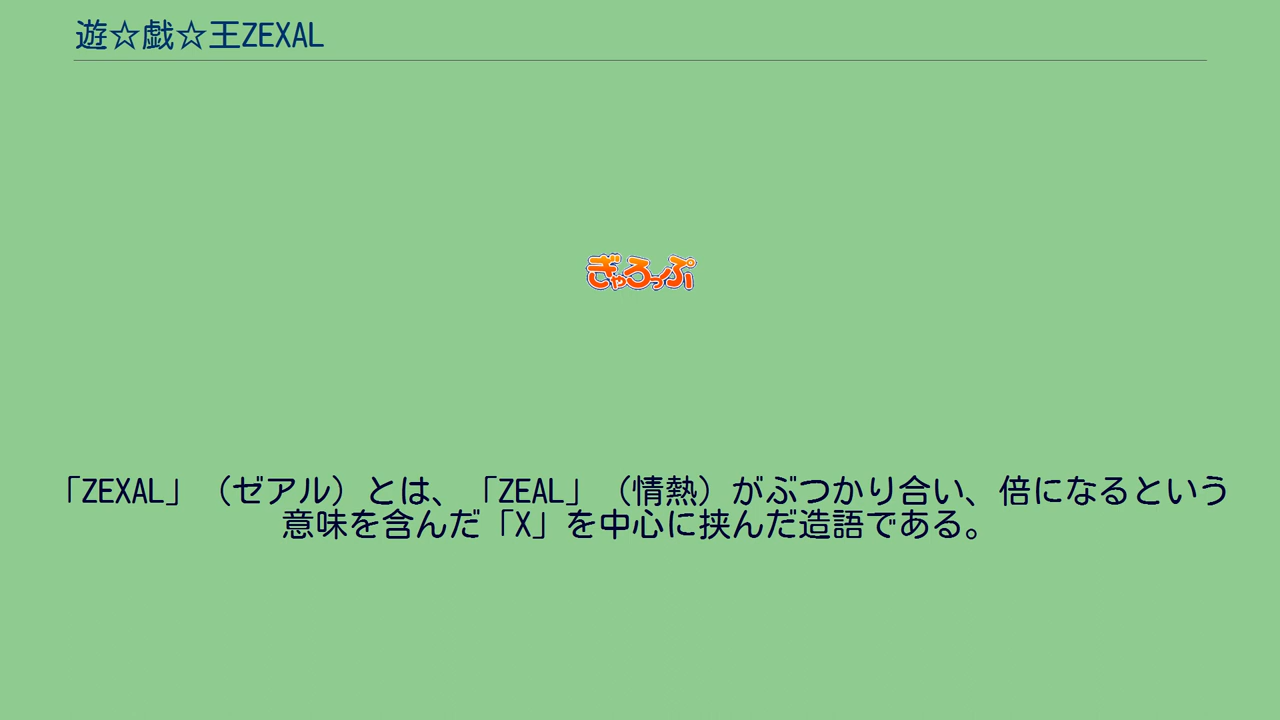 遊☆戯☆王ZEXAL
ぎゃろっぷ
「ZEXAL」（ゼアル）とは、「ZEAL」（情熱）がぶつかり合い、倍になるという
意味を含んだ「X」を中心に挟んだ造語である。